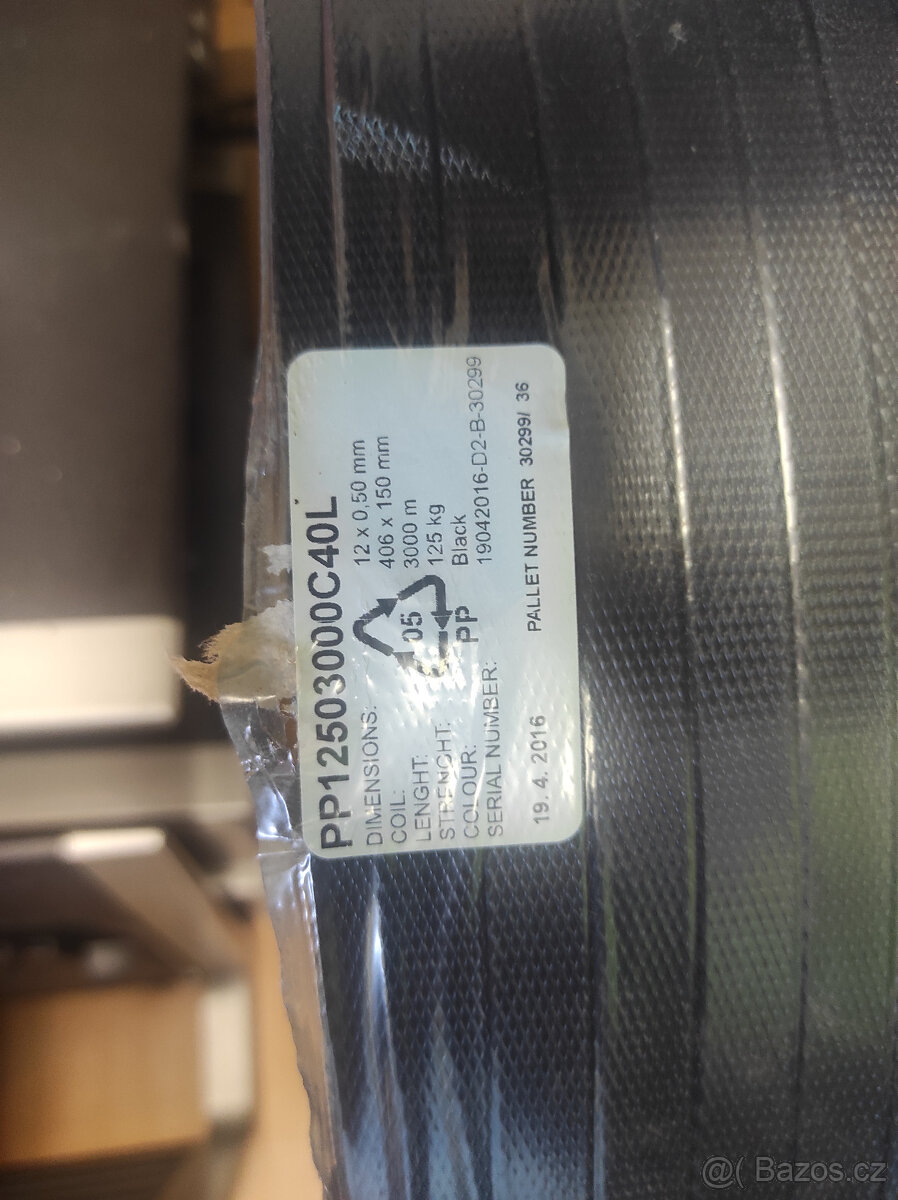 PP12503000C40L
DIMENSIONS: 12 x 0,50 mm
COIL: 406 x 150 mm
LENGHT: 3000 m
STRENGHT: 125 kg
COLOUR: Black
SERIAL NUMBER: 19042016-D2-B-30299
05
PP
19. 4. 2016 PALLET NUMBER 30299/ 36
@( Bazos.cz